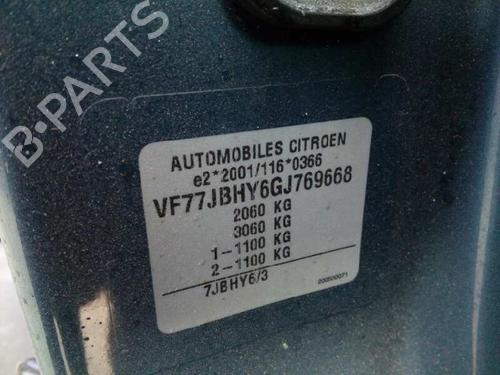 B-PARTS
AUTOMOBILES CITROEN
e2*2001/116*0366
VF77JBHY6GJ769668
2060 KG
3060 KG
1-1100 KG
2-1100 KG
7JBHY6/3